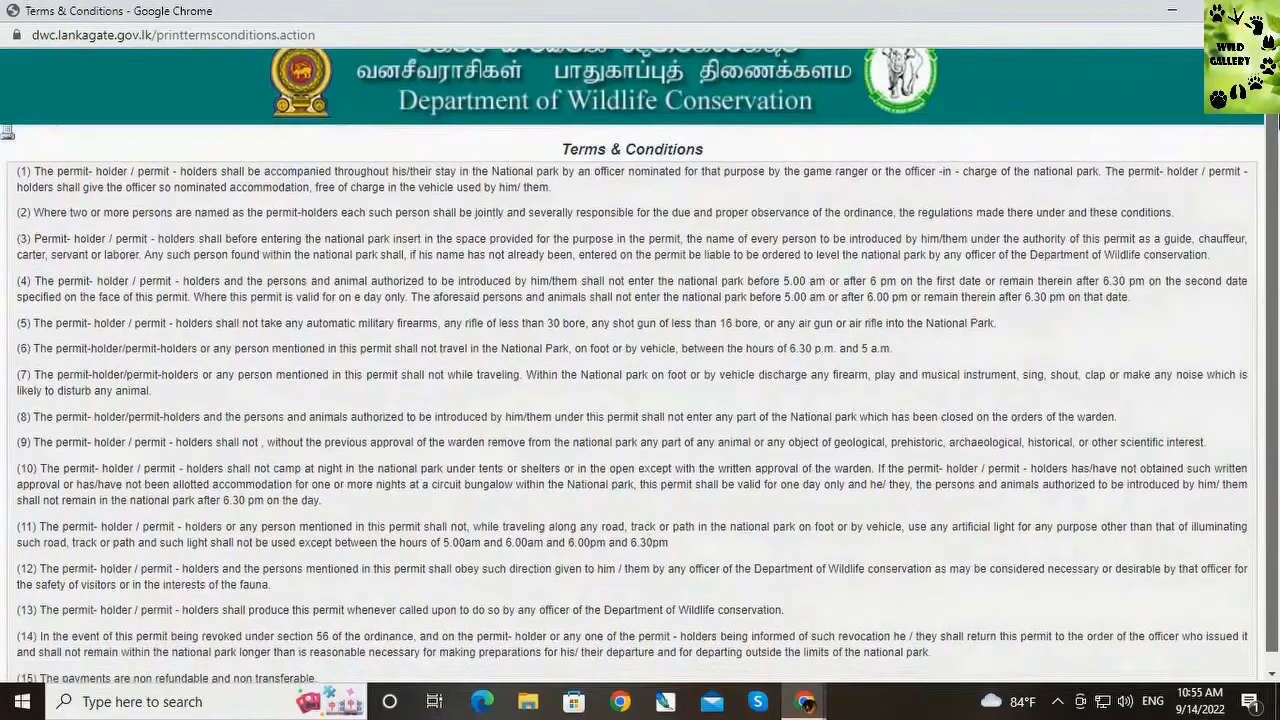 Terms & Conditions - Google Chrome
dwc.lankagate.gov.lk/printtermsconditions.action
WILD
GALLERY
வனசீவராசிகள் பாதுகாப்புத் திணைக்களம
Department of Wildlife Conservation
Terms & Conditions
(1) The permit- holder / permit - holders shall be accompanied throughout his/their stay in the National park by an officer nominated for that purpose by the game ranger or the officer -in - charge of the national park. The permit- holder / permit -
holders shall give the officer so nominated accommodation, free of charge in the vehicle used by him/ them.
(2) Where two or more persons are named as the permit-holders each such person shall be jointly and severally responsible for the due and proper observance of the ordinance, the regulations made there under and these conditions.
(3) Permit- holder / permit - holders shall before entering the national park insert in the space provided for the purpose in the permit, the name of every person to be introduced by him/them under the authority of this permit as a guide, chauffeur,
carter, servant or laborer. Any such person found within the national park shall, if his name has not already been, entered on the permit be liable to be ordered to level the national park by any officer of the Department of Wildlife conservation.
(4) The permit- holder / permit - holders and the persons and animal authorized to be introduced by him/them shall not enter the national park before 5.00 am or after 6 pm on the first date or remain therein after 6.30 pm on the second date
specified on the face of this permit. Where this permit is valid for on e day only. The aforesaid persons and animals shall not enter the national park before 5.00 am or after 6.00 pm or remain therein after 6.30 pm on that date.
(5) The permit- holder / permit - holders shall not take any automatic military firearms, any rifle of less than 30 bore, any shot gun of less than 16 bore, or any air gun or air rifle into the National Park.
(6) The permit-holder/permit-holders or any person mentioned in this permit shall not travel in the National Park, on foot or by vehicle, between the hours of 6.30 p.m. and 5 a.m.
(7) The permit-holder/permit-holders or any person mentioned in this permit shall not while traveling. Within the National park on foot or by vehicle discharge any firearm, play and musical instrument, sing, shout, clap or make any noise which is
likely to disturb any animal.
(8) The permit- holder/permit-holders and the persons and animals authorized to be introduced by him/them under this permit shall not enter any part of the National park which has been closed on the orders of the warden.
(9) The permit- holder / permit - holders shall not , without the previous approval of the warden remove from the national park any part of any animal or any object of geological, prehistoric, archaeological, historical, or other scientific interest.
(10) The permit- holder / permit - holders shall not camp at night in the national park under tents or shelters or in the open except with the written approval of the warden. If the permit- holder / permit - holders has/have not obtained such written
approval or has/have not been allotted accommodation for one or more nights at a circuit bungalow within the National park, this permit shall be valid for one day only and he/ they, the persons and animals authorized to be introduced by him/ them
shall not remain in the national park after 6.30 pm on the day.
(11) The permit- holder / permit - holders or any person mentioned in this permit shall not, while traveling along any road, track or path in the national park on foot or by vehicle, use any artificial light for any purpose other than that of illuminating
such road, track or path and such light shall not be used except between the hours of 5.00am and 6.00am and 6.00pm and 6.30pm
(12) The permit- holder / permit - holders and the persons mentioned in this permit shall obey such direction given to him / them by any officer of the Department of Wildlife conservation as may be considered necessary or desirable by that officer for
the safety of visitors or in the interests of the fauna.
(13) The permit- holder / permit - holders shall produce this permit whenever called upon to do so by any officer of the Department of Wildlife conservation.
(14) In the event of this permit being revoked under section 56 of the ordinance, and on the permit- holder or any one of the permit - holders being informed of such revocation he / they shall return this permit to the order of the officer who issued it
and shall not remain within the national park longer than is reasonable necessary for making preparations for his/ their departure and for departing outside the limits of the national park.
(15) The payments are non refundable and non transferable.
Type here to search
84°F
ENG
10:55 AM
9/14/2022
1